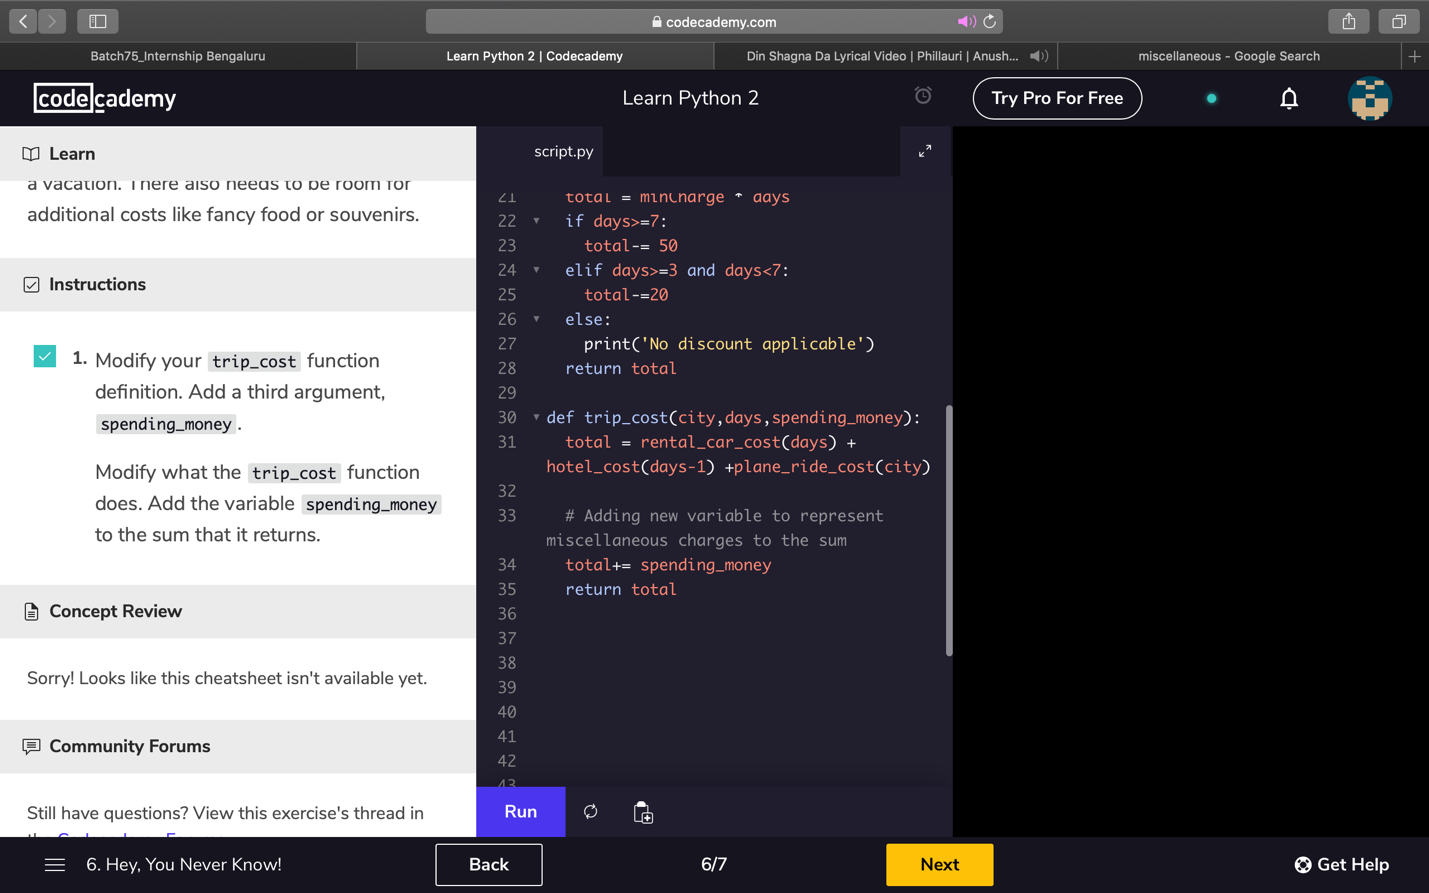 codecademy.com
Batch75_Internship Bengaluru
Learn Python 2 | Codecademy
Din Shagna Da Lyrical Video | Phillauri | Anush...
miscellaneous - Google Search
codecademy
Learn Python 2
Try Pro For Free
Learn
a vacation. There also needs to be room for
additional costs like fancy food or souvenirs.
Instructions
1. Modify your trip_cost function
definition. Add a third argument,
spending_money.
Modify what the trip_cost function
does. Add the variable spending_money
to the sum that it returns.
Concept Review
Sorry! Looks like this cheatsheet isn't available yet.
Community Forums
Still have questions? View this exercise's thread in
the Codecademy Forums
script.py
21 total = minCharge * days
22 if days>=7:
23 total-= 50
24 elif days>=3 and days<7:
25 total-=20
26 else:
27 print('No discount applicable')
28 return total
29
30 def trip_cost(city,days,spending_money):
31 total = rental_car_cost(days) +
hotel_cost(days-1) +plane_ride_cost(city)
32
33 # Adding new variable to represent
miscellaneous charges to the sum
34 total+= spending_money
35 return total
36
37
38
39
40
41
42
43
Run
6. Hey, You Never Know!
Back
6/7
Next
Get Help